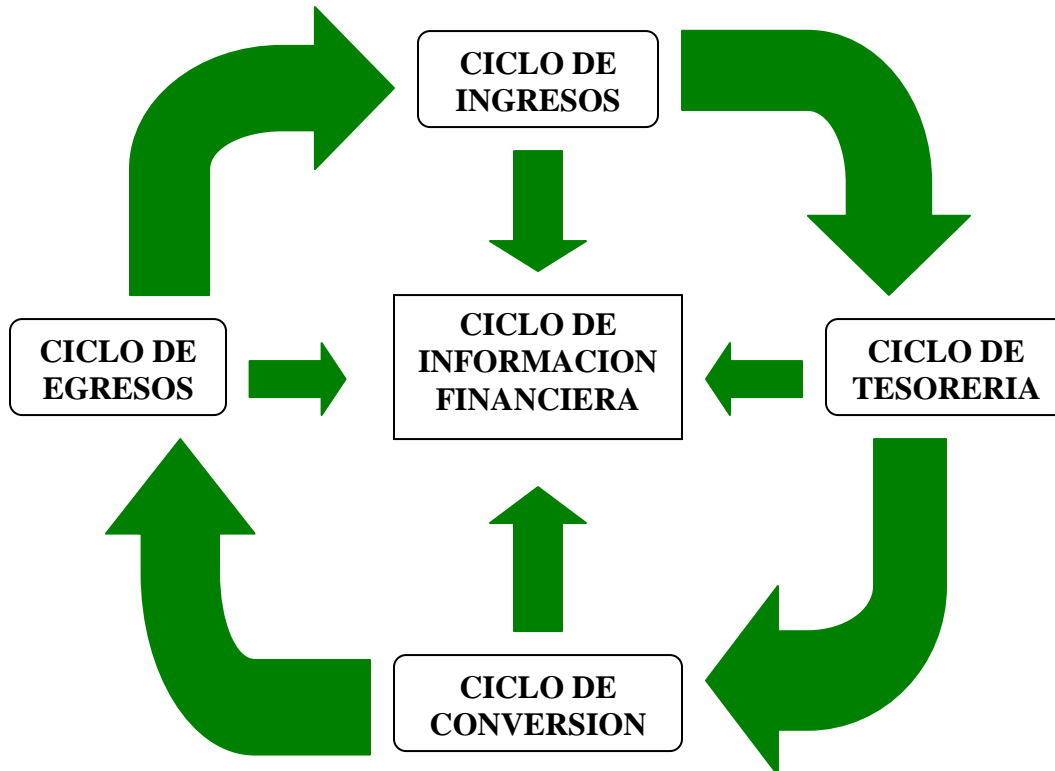 CICLO DE
INGRESOS
CICLO DE
EGRESOS
CICLO DE
INFORMACION
FINANCIERA
CICLO DE
TESORERIA
CICLO DE
CONVERSION